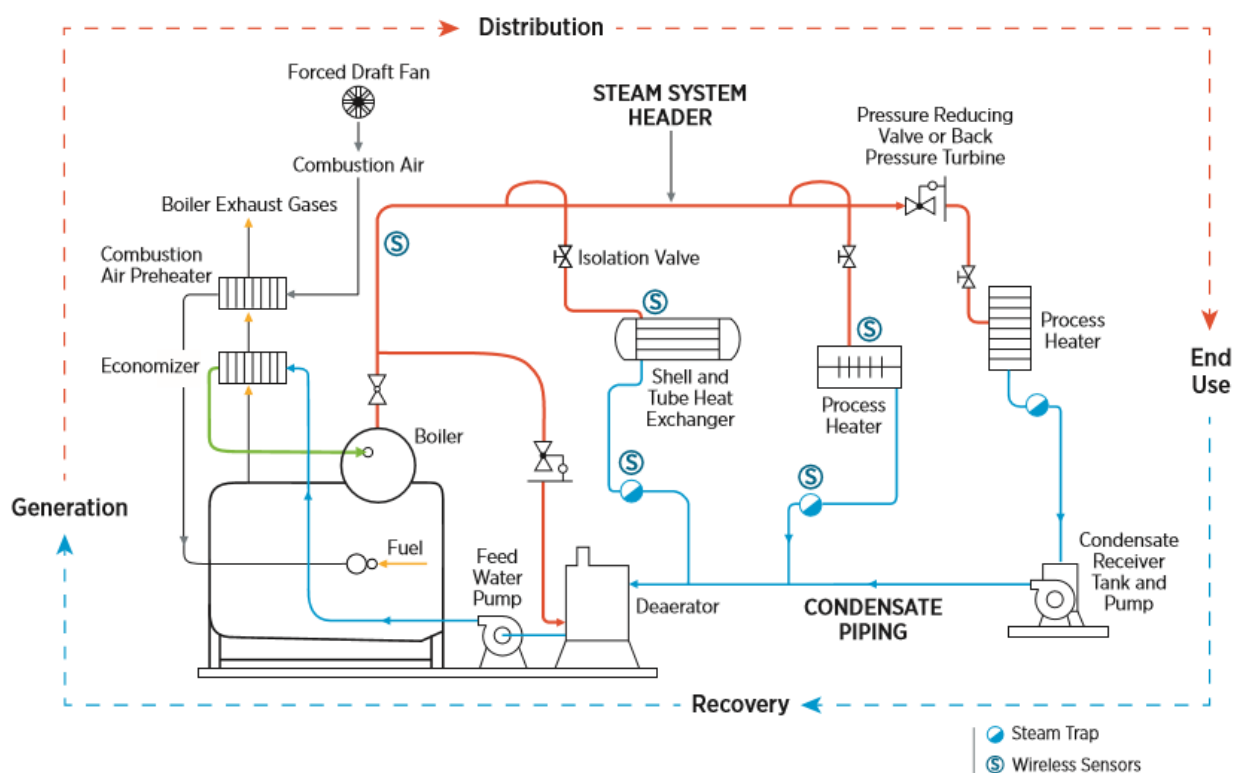 Distribution
Forced Draft Fan
Combustion Air
STEAM SYSTEM
HEADER
Pressure Reducing
Valve or Back
Pressure Turbine
Boiler Exhaust Gases
Combustion
Air Preheater
S
Isolation Valve
S
S
Process
Heater
End
Use
Economizer
Shell and
Tube Heat
Exchanger
Process
Heater
Boiler
S
S
Generation
Fuel
Feed
Water
Pump
Deaerator
CONDENSATE
PIPING
Condensate
Receiver
Tank and
Pump
Recovery
Steam Trap
S Wireless Sensors